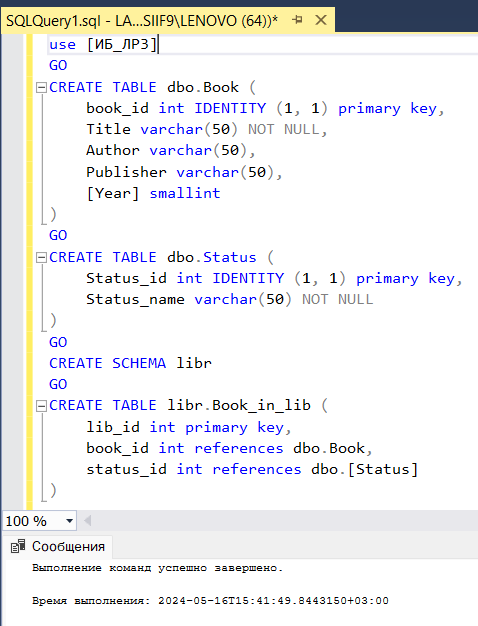 SQLQuery1.sql - LA...SIIF9\LENOVO (64))*
use [ИБ_ЛР3]
GO
CREATE TABLE dbo.Book (
book_id int IDENTITY (1, 1) primary key,
Title varchar(50) NOT NULL,
Author varchar(50),
Publisher varchar(50),
[Year] smallint
)
GO
CREATE TABLE dbo.Status (
Status_id int IDENTITY (1, 1) primary key,
Status_name varchar(50) NOT NULL
)
GO
CREATE SCHEMA libr
GO
CREATE TABLE libr.Book_in_lib (
lib_id int primary key,
book_id int references dbo.Book,
status_id int references dbo.[Status]
)
100 %
Сообщения
Выполнение команд успешно завершено.
Время выполнения: 2024-05-16T15:41:49.8443150+03:00